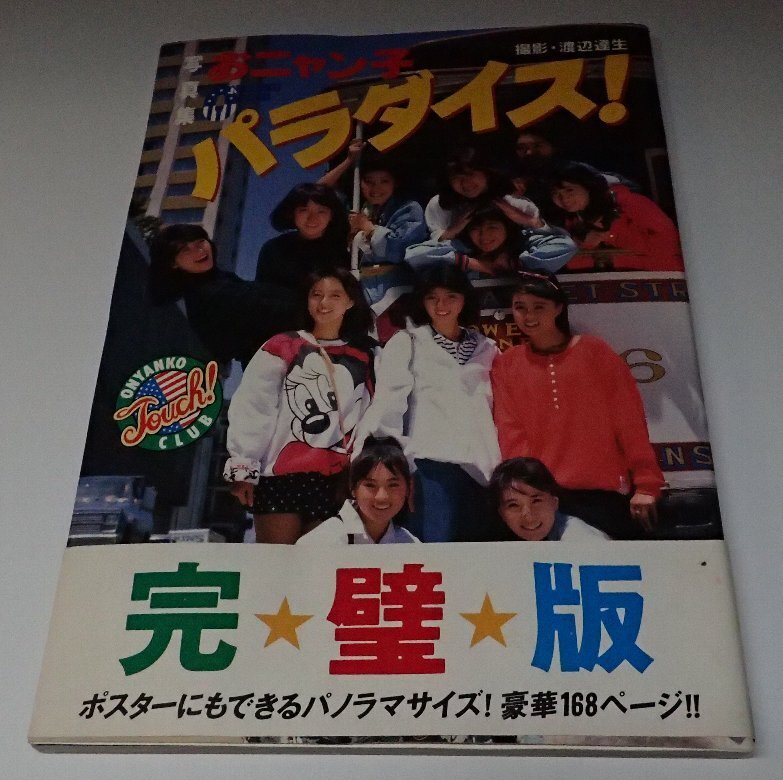 撮影・渡辺達生
写真集
おニャン子
パラダイス!
ONYANKO
Touch!
CLUB
6
完★璧★版
ポスターにもできるパノラマサイズ! 豪華168ページ!!